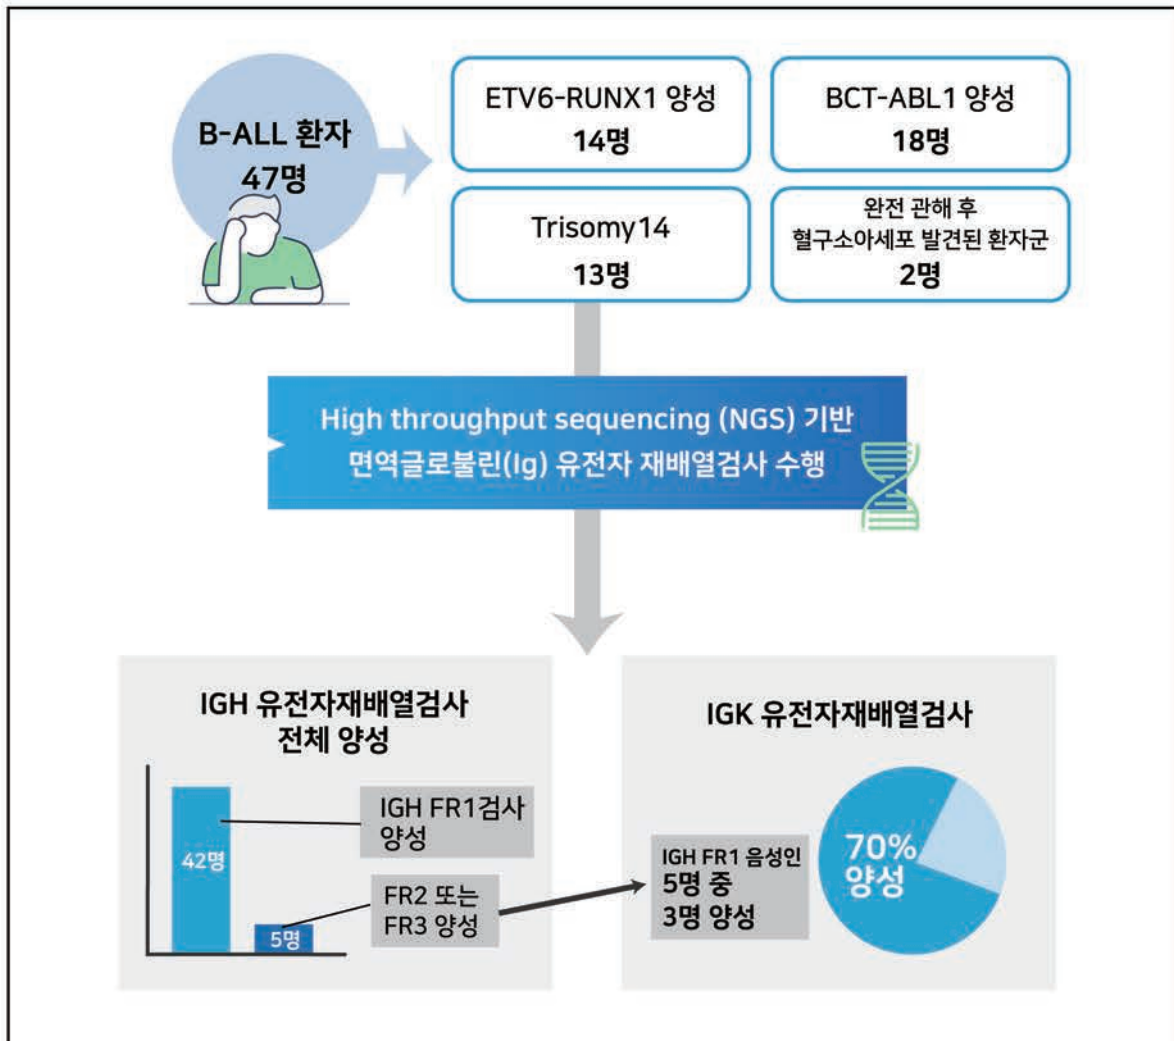 B-ALL 환자
47명
ETV6-RUNX1 양성
14명
BCT-ABL1 양성
18명
Trisomy14
13명
완전 관해 후
혈구소아세포 발견된 환자군
2명
High throughput sequencing (NGS) 기반
면역글로불린(Ig) 유전자 재배열검사 수행
IGH 유전자재배열검사
전체 양성
42명
5명
IGH FR1검사
양성
FR2 또는
FR3 양성
IGK 유전자재배열검사
IGH FR1 음성인
5명 중
3명 양성
70%
양성